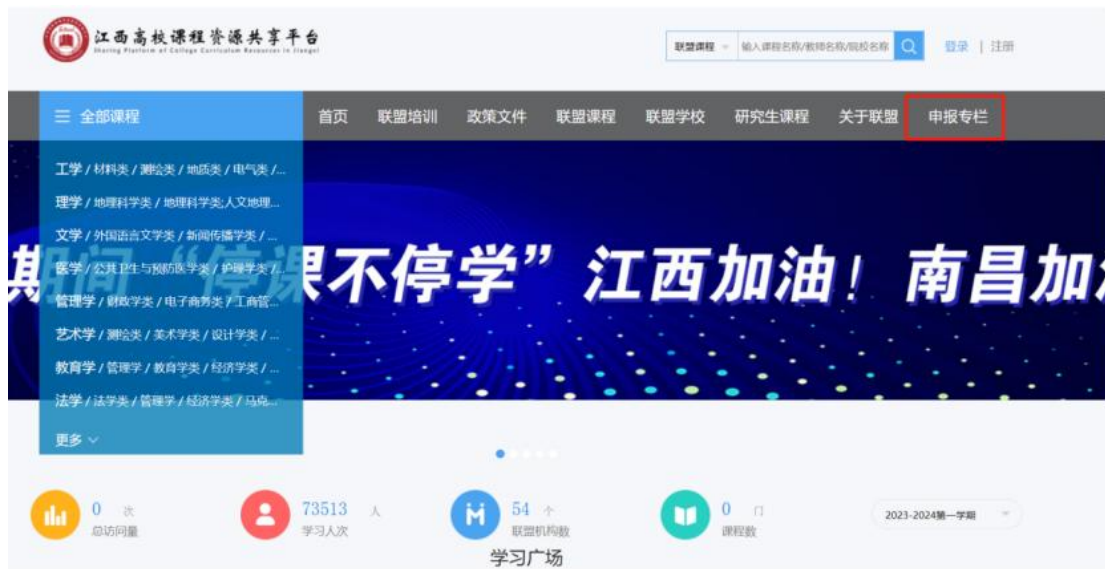 江西高校课程资源共享平台
Sharing Platform of College Curriculum Resources in Jiangxi
联盟课程 输入课程名称/教师名称/院校名称 登录 | 注册
全部课程 首页 联盟培训 政策文件 联盟课程 联盟学校 研究生课程 关于联盟 申报专栏
工学 / 材料类 / 测绘类 / 地质类 / 电气类 /...
理学 / 地理科学类 / 地理科学类;人文地理...
文学 / 外国语言文学类 / 新闻传播学类 / ...
医学 / 公共卫生与预防医学类 / 护理学类 /...
管理学 / 财政学类 / 电子商务类 / 工商管...
艺术学 / 测绘类 / 美术学类 / 设计学类 / ...
教育学 / 管理学 / 教育学类 / 经济学类 / ...
法学 / 法学类 / 管理学 / 经济学类 / 马克...
更多
期间“停课不停学”江西加油！南昌加
0 次 73513 人 54 个 0 门 2023-2024第一学期
总访问量 学习人次 联盟机构数 课程数
学习广场